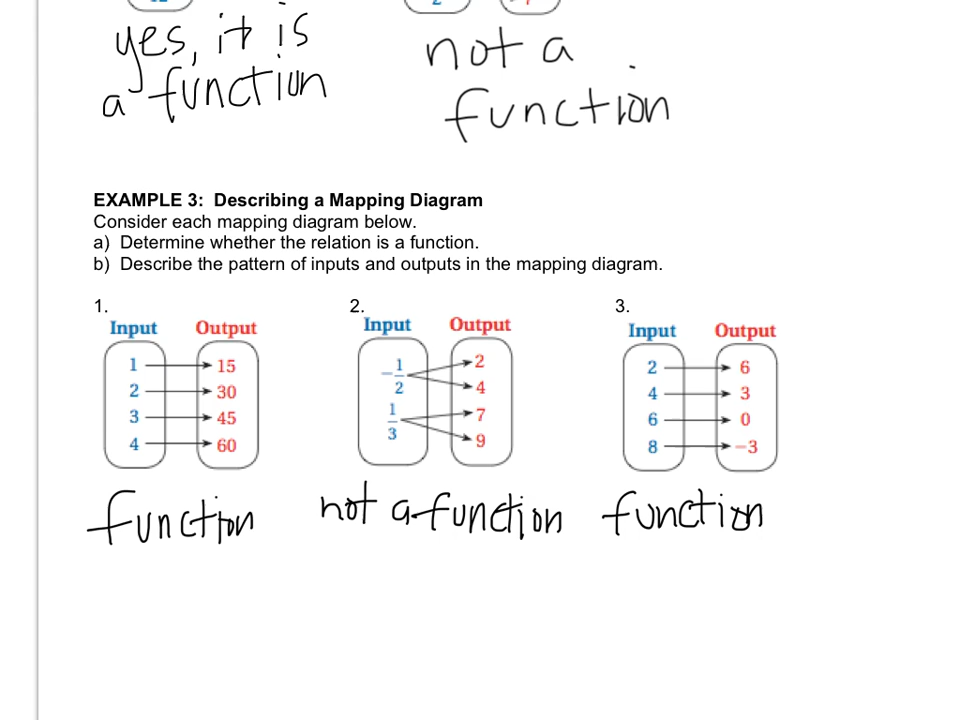 yes, it is
a function
not a
function
EXAMPLE 3: Describing a Mapping Diagram
Consider each mapping diagram below.
a) Determine whether the relation is a function.
b) Describe the pattern of inputs and outputs in the mapping diagram.
1.
Input Output
1 15
2 30
3 45
4 60
function
2.
Input Output
-1/2
1/3
2
4
7
9
not a function
3.
Input Output
2 6
4 3
6 0
8 -3
function